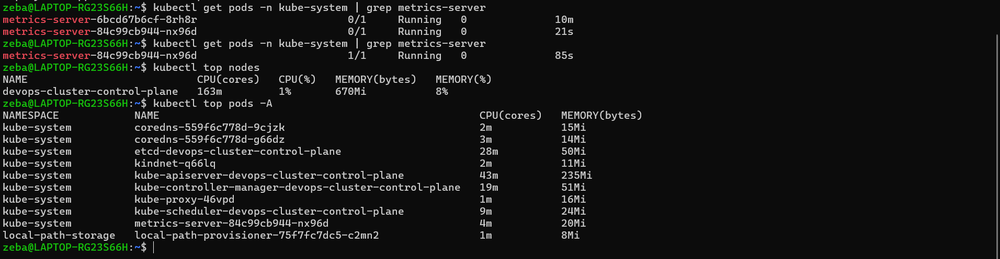 zeba@LAPTOP-RG23S66H:~$ kubectl get pods -n kube-system | grep metrics-server
metrics-server-6bcd67b6cf-8rh8r                        0/1     Running   0              10m
metrics-server-84c99cb944-nx96d                        0/1     Running   0              21s
zeba@LAPTOP-RG23S66H:~$ kubectl get pods -n kube-system | grep metrics-server
metrics-server-84c99cb944-nx96d                        1/1     Running   0              85s
zeba@LAPTOP-RG23S66H:~$ kubectl top nodes
NAME                           CPU(cores)   CPU(%)   MEMORY(bytes)   MEMORY(%)
devops-cluster-control-plane   163m         1%       670Mi           8%
zeba@LAPTOP-RG23S66H:~$ kubectl top pods -A
NAMESPACE            NAME                                                   CPU(cores)   MEMORY(bytes)
kube-system          coredns-559f6c778d-9cjzk                               2m           15Mi
kube-system          coredns-559f6c778d-g66dz                               3m           14Mi
kube-system          etcd-devops-cluster-control-plane                      28m          50Mi
kube-system          kindnet-q66lq                                          2m           11Mi
kube-system          kube-apiserver-devops-cluster-control-plane            43m          235Mi
kube-system          kube-controller-manager-devops-cluster-control-plane   19m          51Mi
kube-system          kube-proxy-46vpd                                       1m           16Mi
kube-system          kube-scheduler-devops-cluster-control-plane            9m           24Mi
kube-system          metrics-server-84c99cb944-nx96d                        4m           20Mi
local-path-storage   local-path-provisioner-75f7fc7dc5-c2mn2                1m           8Mi
zeba@LAPTOP-RG23S66H:~$